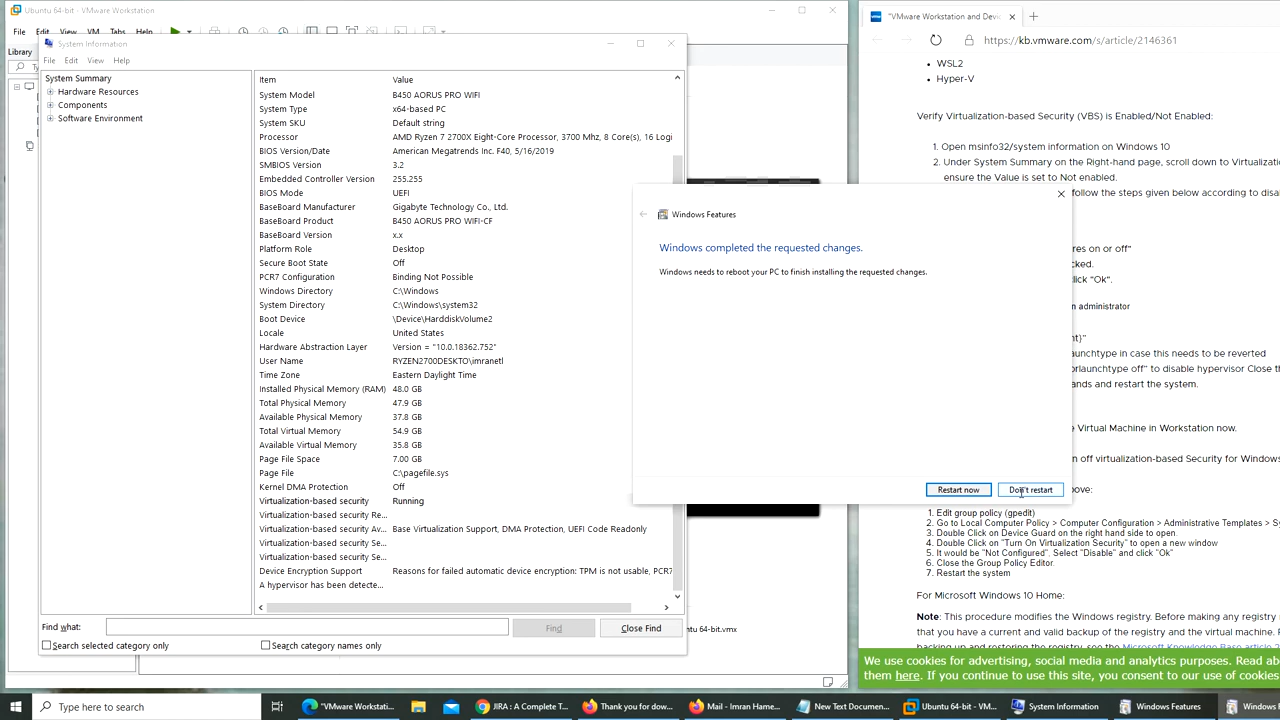 Ubuntu 64-bit - VMware Workstation
File Edit View VM Tabs Help
Library
System Information
File Edit View Help
System Summary
Hardware Resources
Components
Software Environment
Item Value
System Model B450 AORUS PRO WIFI
System Type x64-based PC
System SKU Default string
Processor AMD Ryzen 7 2700X Eight-Core Processor, 3700 Mhz, 8 Core(s), 16 Logi
BIOS Version/Date American Megatrends Inc. F40, 5/16/2019
SMBIOS Version 3.2
Embedded Controller Version 255.255
BIOS Mode UEFI
BaseBoard Manufacturer Gigabyte Technology Co., Ltd.
BaseBoard Product B450 AORUS PRO WIFI-CF
BaseBoard Version x.x
Platform Role Desktop
Secure Boot State Off
PCR7 Configuration Binding Not Possible
Windows Directory C:\Windows
System Directory C:\Windows\system32
Boot Device \Device\HarddiskVolume2
Locale United States
Hardware Abstraction Layer Version = "10.0.18362.752"
User Name RYZEN2700DESKTO\imranetl
Time Zone Eastern Daylight Time
Installed Physical Memory (RAM) 48.0 GB
Total Physical Memory 47.9 GB
Available Physical Memory 37.8 GB
Total Virtual Memory 54.9 GB
Available Virtual Memory 35.8 GB
Page File Space 7.00 GB
Page File C:\pagefile.sys
Kernel DMA Protection Off
Virtualization-based security Running
Virtualization-based security Re...
Virtualization-based security Av... Base Virtualization Support, DMA Protection, UEFI Code Readonly
Virtualization-based security Se...
Virtualization-based security Se...
Device Encryption Support Reasons for failed automatic device encryption: TPM is not usable, PCR7
A hypervisor has been detecte...
Find what: Find Close Find
Search selected category only Search category names only
ntu 64-bit.vmx
Windows Features
Windows completed the requested changes.
Windows needs to reboot your PC to finish installing the requested changes.
Restart now Don't restart
"VMware Workstation and Devic
https://kb.vmware.com/s/article/2146361
• WSL2
• Hyper-V
Verify Virtualization-based Security (VBS) is Enabled/Not Enabled:
1. Open msinfo32/system information on Windows 10
2. Under System Summary on the Right-hand page, scroll down to Virtualizatio
ensure the Value is set to Not enabled.
follow the steps given below according to disa
res on or off"
cked.
lick "Ok".
n administrator
nt}"
aunchtype in case this needs to be reverted
orlaunchtype off" to disable hypervisor Close th
ands and restart the system.
e Virtual Machine in Workstation now.
n off virtualization-based Security for Windows
ove:
1. Edit group policy (gpedit)
2. Go to Local Computer Policy > Computer Configuration > Administrative Templates > Sy
3. Double Click on Device Guard on the right hand side to open.
4. Double Click on "Turn On Virtualization Security" to open a new window
5. It would be "Not Configured". Select "Disable" and click "Ok"
6. Close the Group Policy Editor.
7. Restart the system
For Microsoft Windows 10 Home:
Note: This procedure modifies the Windows registry. Before making any registry
that you have a current and valid backup of the registry and the virtual machine. F
We use cookies for advertising, social media and analytics purposes. Read ab
them here. If you continue to use this site, you consent to our use of cookies
Type here to search
"VMware Workstati...
JIRA : A Complete T...
Thank you for dow...
Mail - Imran Hame...
New Text Documen...
Ubuntu 64-bit - VM...
System Information
Windows Features
Windows